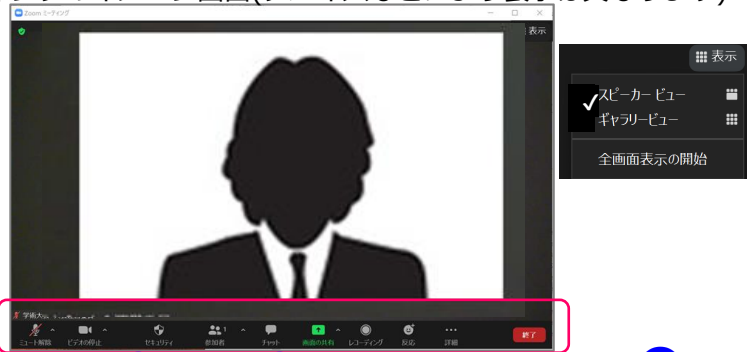 Zoom ミーティング
表示
表示
スピーカー ビュー
ギャラリービュー
全画面表示の開始
ミュート解除 ビデオの停止 セキュリティ 参加者 1 チャット 画面の共有 レコーディング 反応 詳細 終了